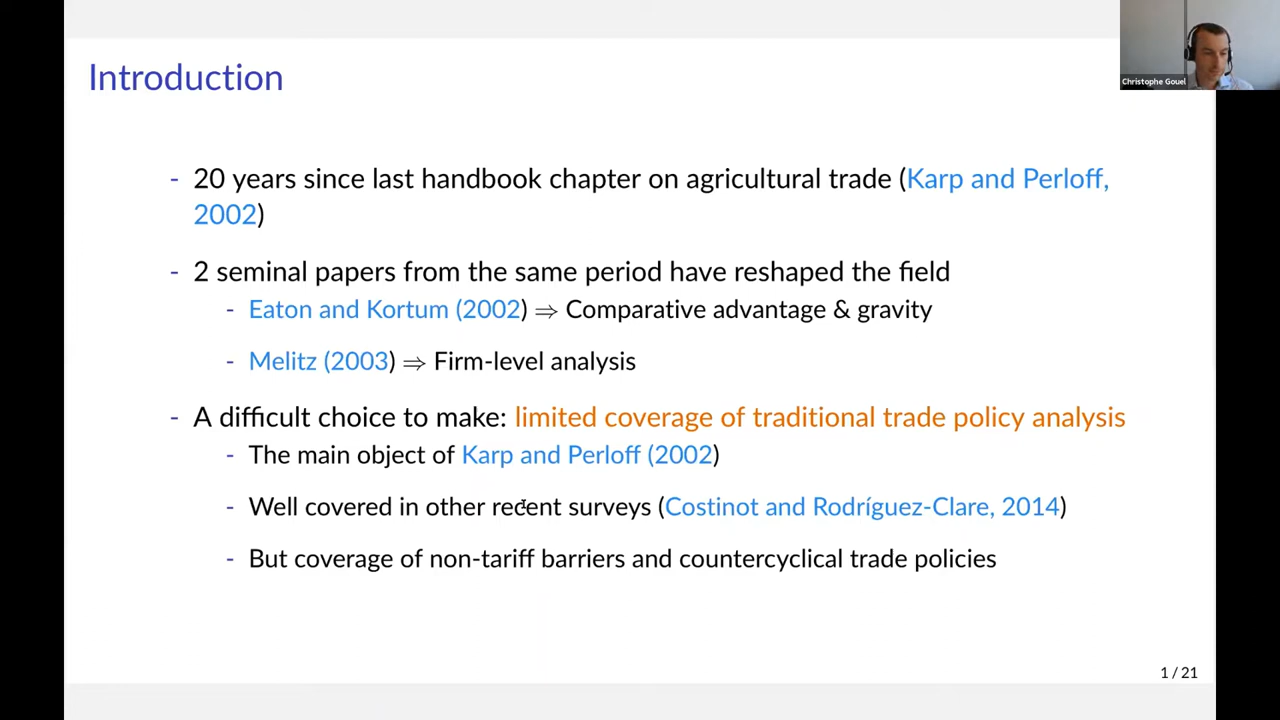 Introduction
Christophe Gouel
- 20 years since last handbook chapter on agricultural trade (Karp and Perloff,
2002)
- 2 seminal papers from the same period have reshaped the field
- Eaton and Kortum (2002) ⇒ Comparative advantage & gravity
- Melitz (2003) ⇒ Firm-level analysis
- A difficult choice to make: limited coverage of traditional trade policy analysis
- The main object of Karp and Perloff (2002)
- Well covered in other recent surveys (Costinot and Rodríguez-Clare, 2014)
- But coverage of non-tariff barriers and countercyclical trade policies
1 / 21